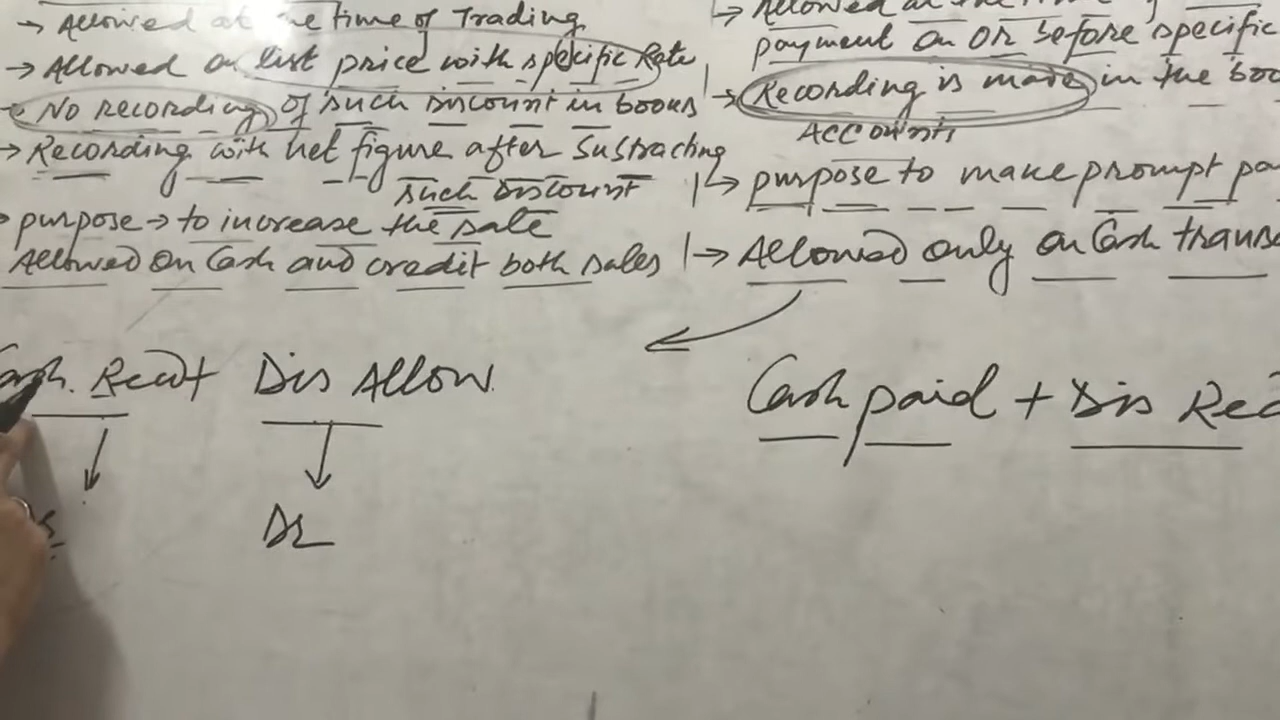 → Allowed at the time of Trading
→ Allowed on list price with specific Rate
No recording of such discount in books
→ Recording with net figure after Substracting
such Discount
purpose → to increase the sale
Allowed on Cash and credit both sales
→ Allowed at the
payment on or before specific
→ Recording is made in the
Accounts
→ purpose to make prompt
→ Allowed only on Cash
Dis Allow
Dr
Cash paid + Dis